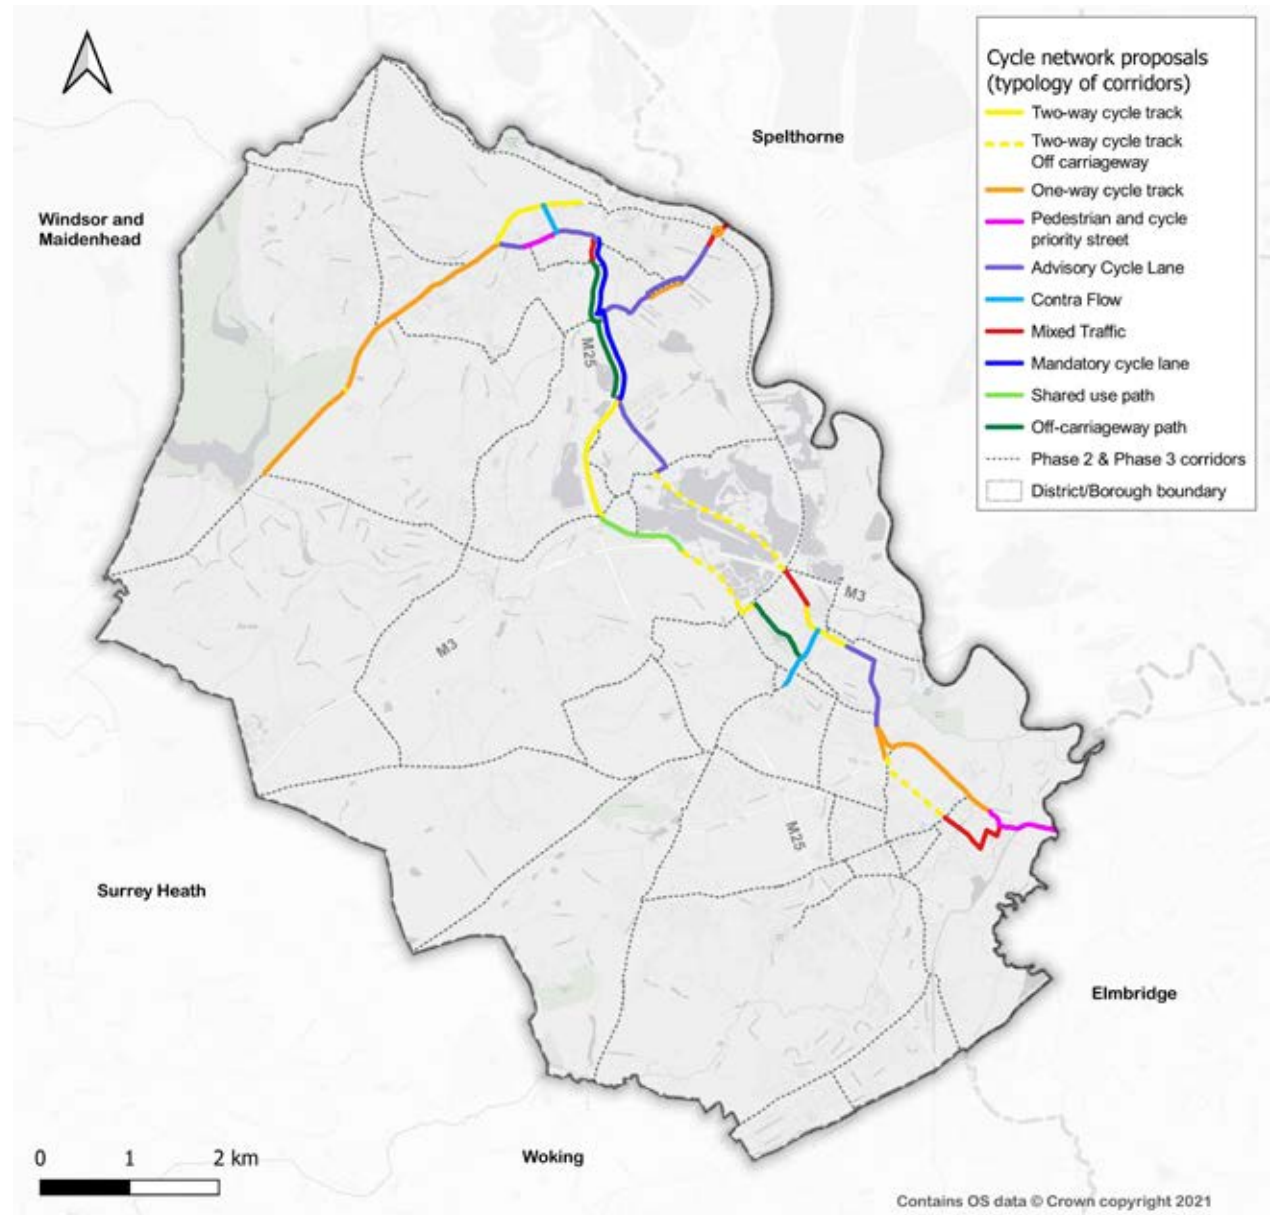 Cycle network proposals
(typology of corridors)
Two-way cycle track
Two-way cycle track
Off carriageway
One-way cycle track
Pedestrian and cycle
priority street
Advisory Cycle Lane
Contra Flow
Mixed Traffic
Mandatory cycle lane
Shared use path
Off-carriageway path
Phase 2 & Phase 3 corridors
District/Borough boundary
Spelthorne
Windsor and
Maidenhead
M25
M3
M3
M25
Surrey Heath
Elmbridge
Woking
0 1 2 km
Contains OS data © Crown copyright 2021